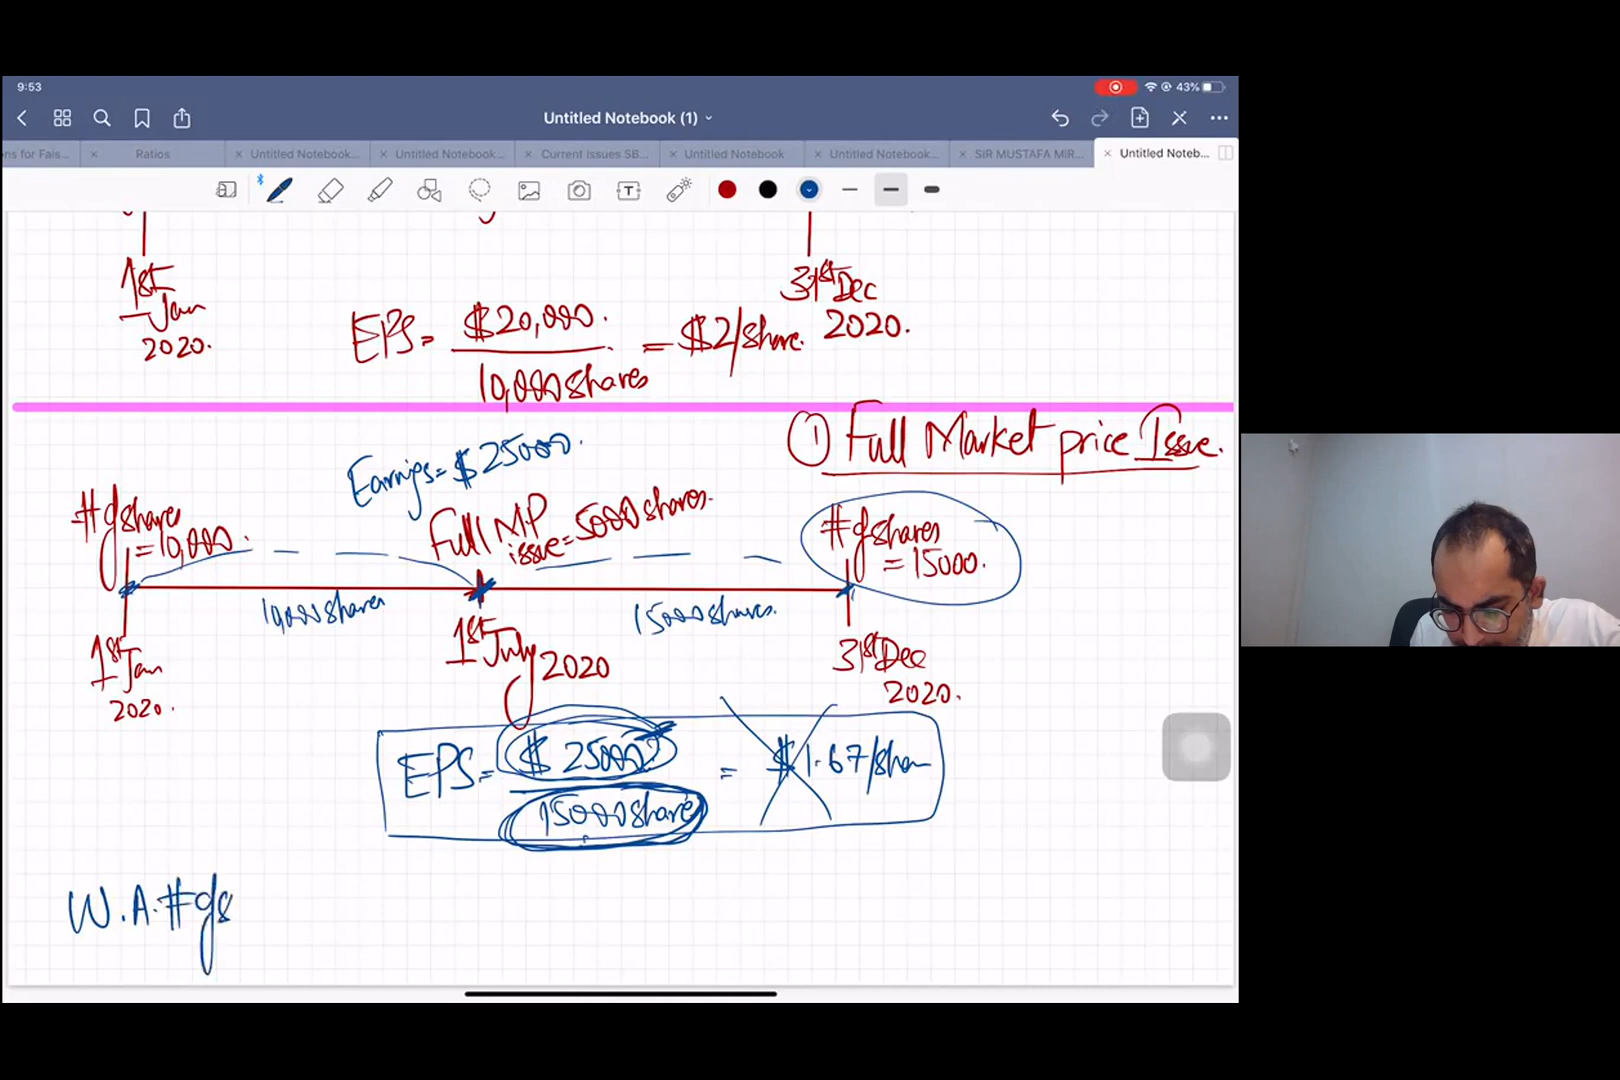 9:53
43%
Untitled Notebook (1)
ns for Fais...
Ratios
Untitled Notebook...
Untitled Notebook...
Current issues SB...
Untitled Notebook
Untitled Notebook...
SIR MUSTAFA MIR...
Untitled Noteb...
1st Jan 2020.
EPS = $20,000. / 10,000 shares = $2/share.
31st Dec 2020.
① Full Market price Issue.
Earnigs = $25000.
# of shares = 10,000.
Full MP issue = 5000 shares.
# of shares = 15000.
10,000 shares
15000 shares.
1st Jan 2020.
1st July 2020
31st Dec 2020.
EPS = $ 25000 / 15000 share = $1.67/shar
W.A. # of s